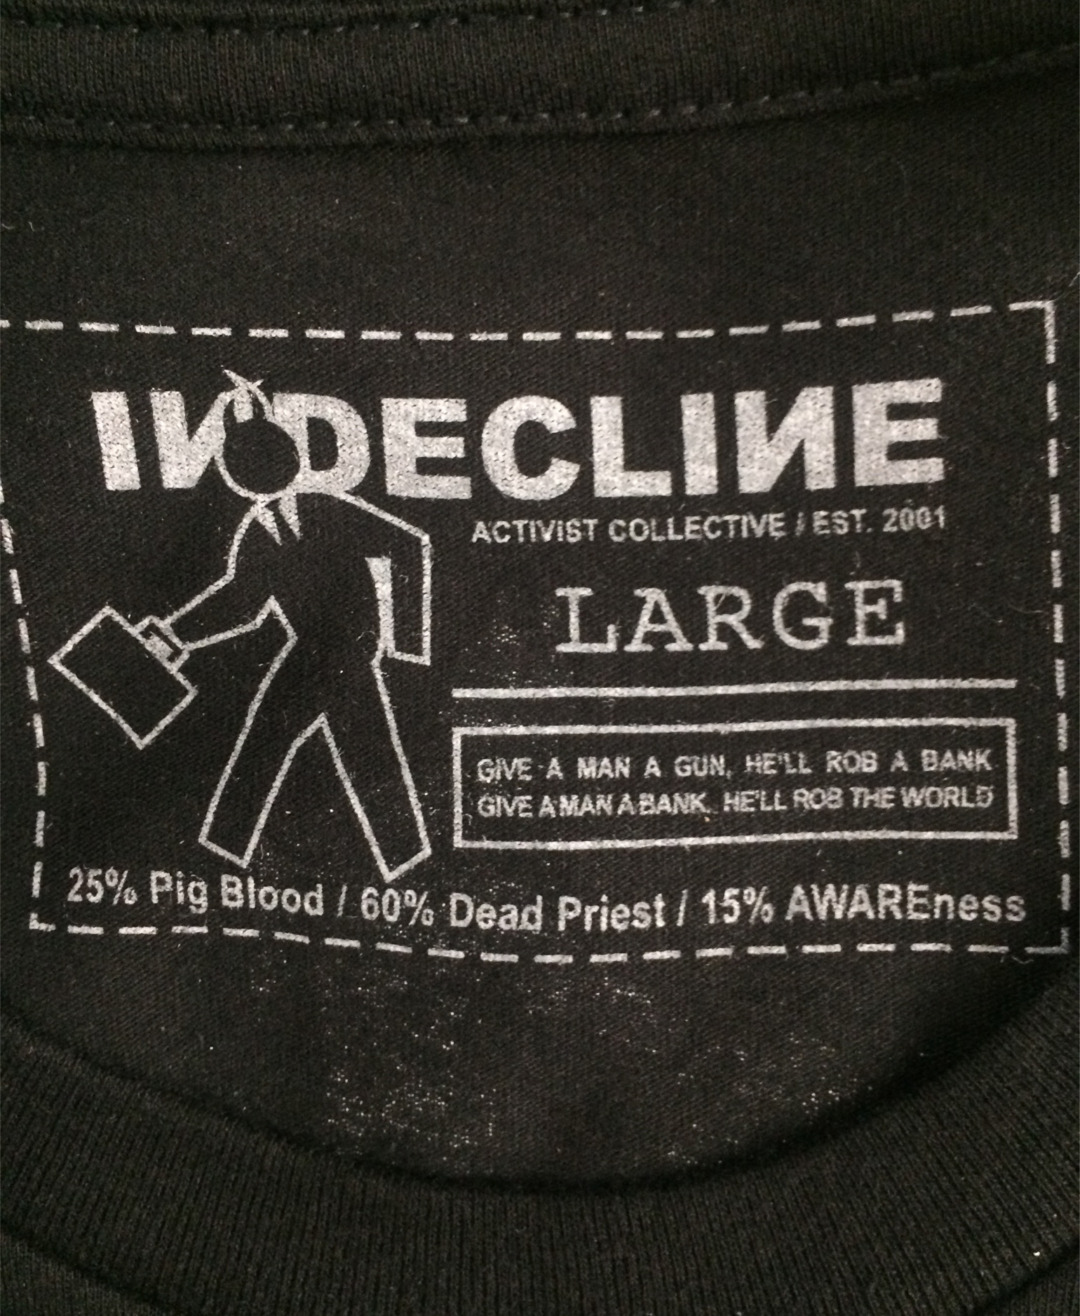 INDECLINE
ACTIVIST COLLECTIVE / EST. 2001
LARGE
GIVE A MAN A GUN, HE'LL ROB A BANK
GIVE A MAN A BANK, HE'LL ROB THE WORLD
25% Pig Blood / 60% Dead Priest / 15% AWAREness